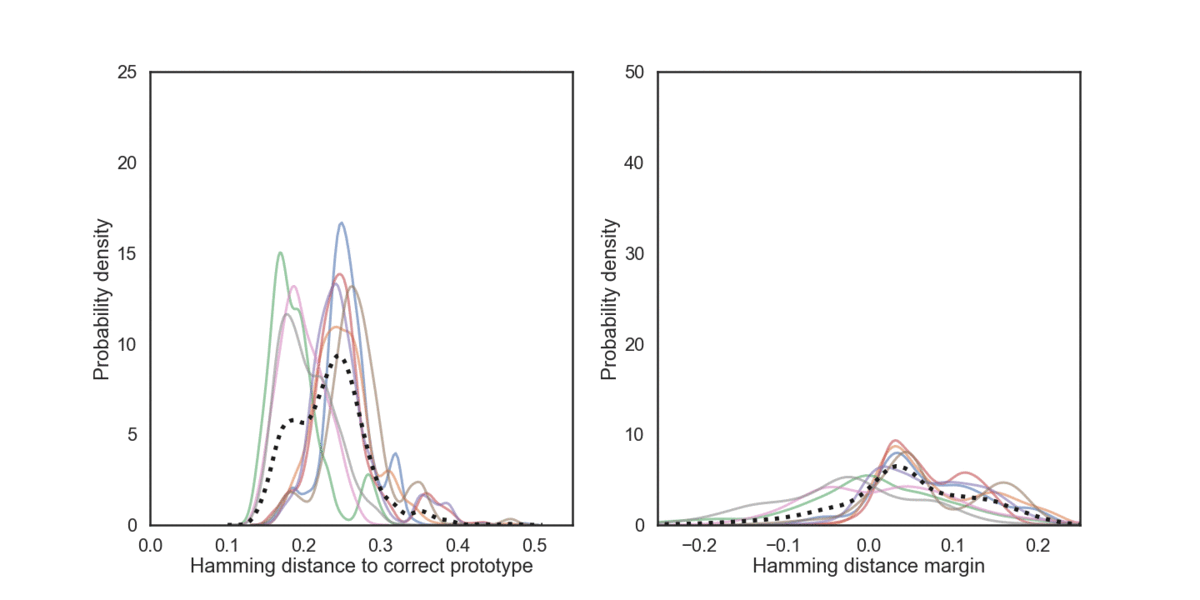 25
20
15
10
5
0
Probability density
0.0 0.1 0.2 0.3 0.4 0.5
Hamming distance to correct prototype
50
40
30
20
10
0
Probability density
−0.2 −0.1 0.0 0.1 0.2
Hamming distance margin